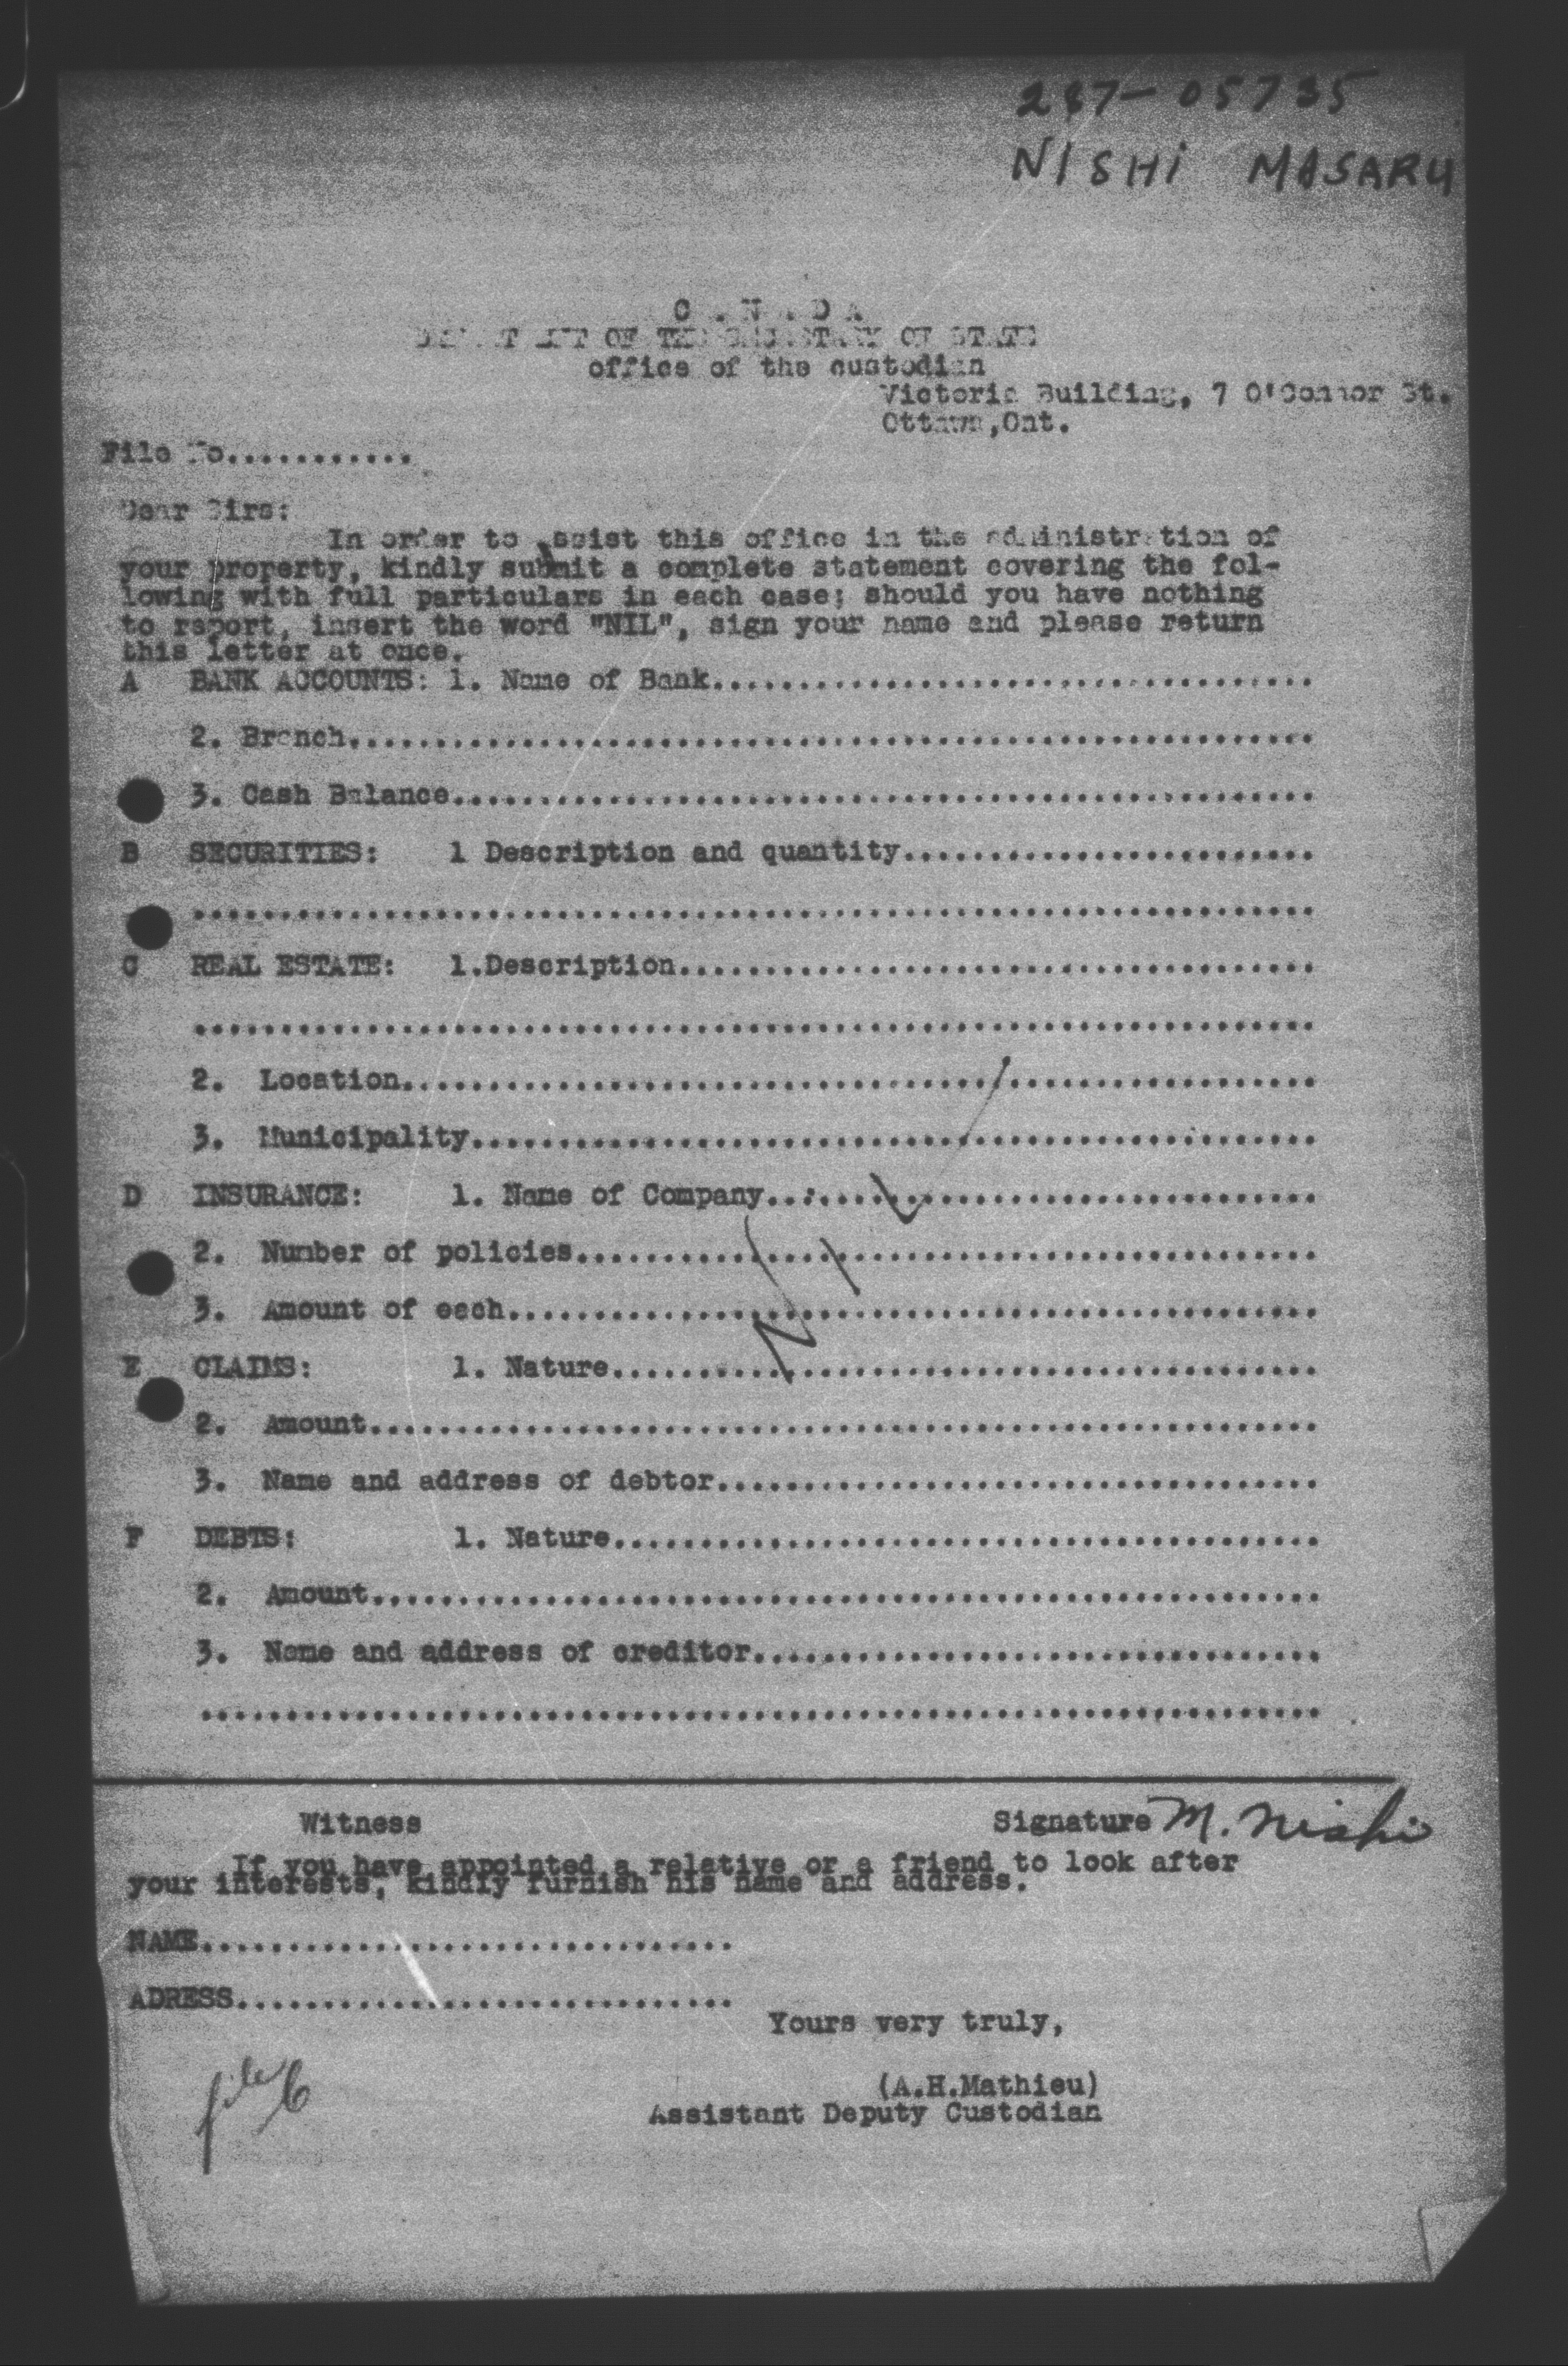 287-05735
NISHI MASARU
CANADA
DEPARTMENT OF THE SECRETARY OF STATE
office of the custodian
Victoria Building, 7 O'Connor St.
Ottawa,Ont.
File No............
Dear Sirs:
In order to assist this office in the administration of
your property, kindly submit a complete statement covering the fol-
lowing with full particulars in each case; should you have nothing
to report, insert the word "NIL", sign your name and please return
this letter at once.
A BANK ACCOUNTS: 1. Name of Bank...................................
2. Branch........................................................
3. Cash Balance..................................................
B SECURITIES: 1 Description and quantity........................
.................................................................
C REAL ESTATE: 1.Description.....................................
.................................................................
2. Location.....................................................
3. Municipality.................................................
D INSURANCE: 1. Name of Company................................
2. Number of policies...........................................
3. Amount of each...............................................
NIL
E CLAIMS: 1. Nature.........................................
2. Amount.......................................................
3. Name and address of debtor...................................
F DEBTS: 1. Nature.........................................
2. Amount.......................................................
3. Name and address of creditor.................................
.................................................................
Witness Signature M. Nishi
If you have appointed a relative or a friend to look after
your interests, kindly furnish his name and address.
NAME...............................
ADRESS.............................
Yours very truly,
(A.H.Mathieu)
Assistant Deputy Custodian
file